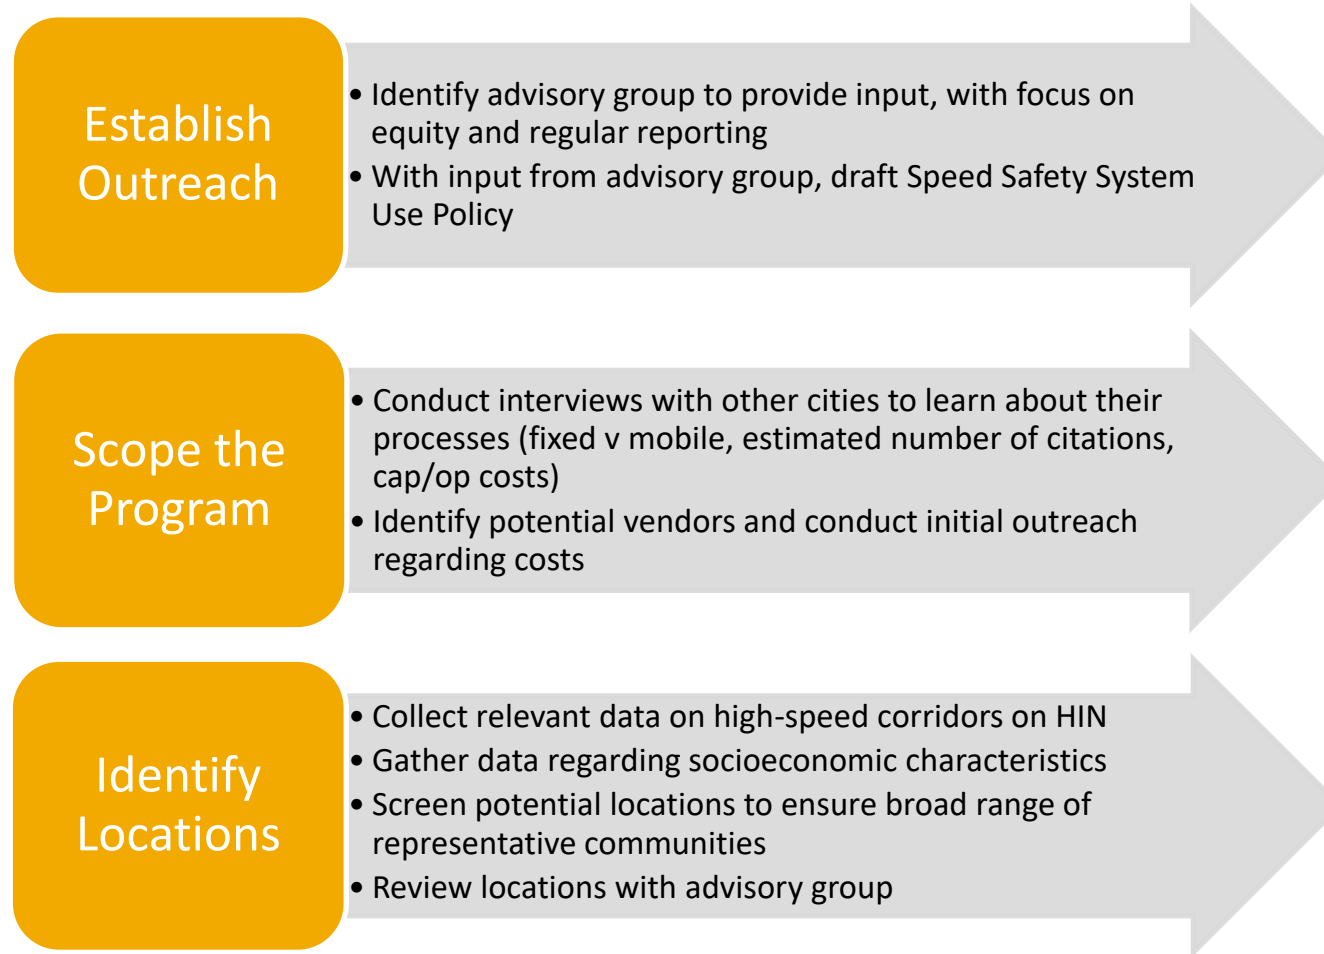 Establish
Outreach
• Identify advisory group to provide input, with focus on
equity and regular reporting
• With input from advisory group, draft Speed Safety System
Use Policy
Scope the
Program
• Conduct interviews with other cities to learn about their
processes (fixed v mobile, estimated number of citations,
cap/op costs)
• Identify potential vendors and conduct initial outreach
regarding costs
Identify
Locations
• Collect relevant data on high-speed corridors on HIN
• Gather data regarding socioeconomic characteristics
• Screen potential locations to ensure broad range of
representative communities
• Review locations with advisory group